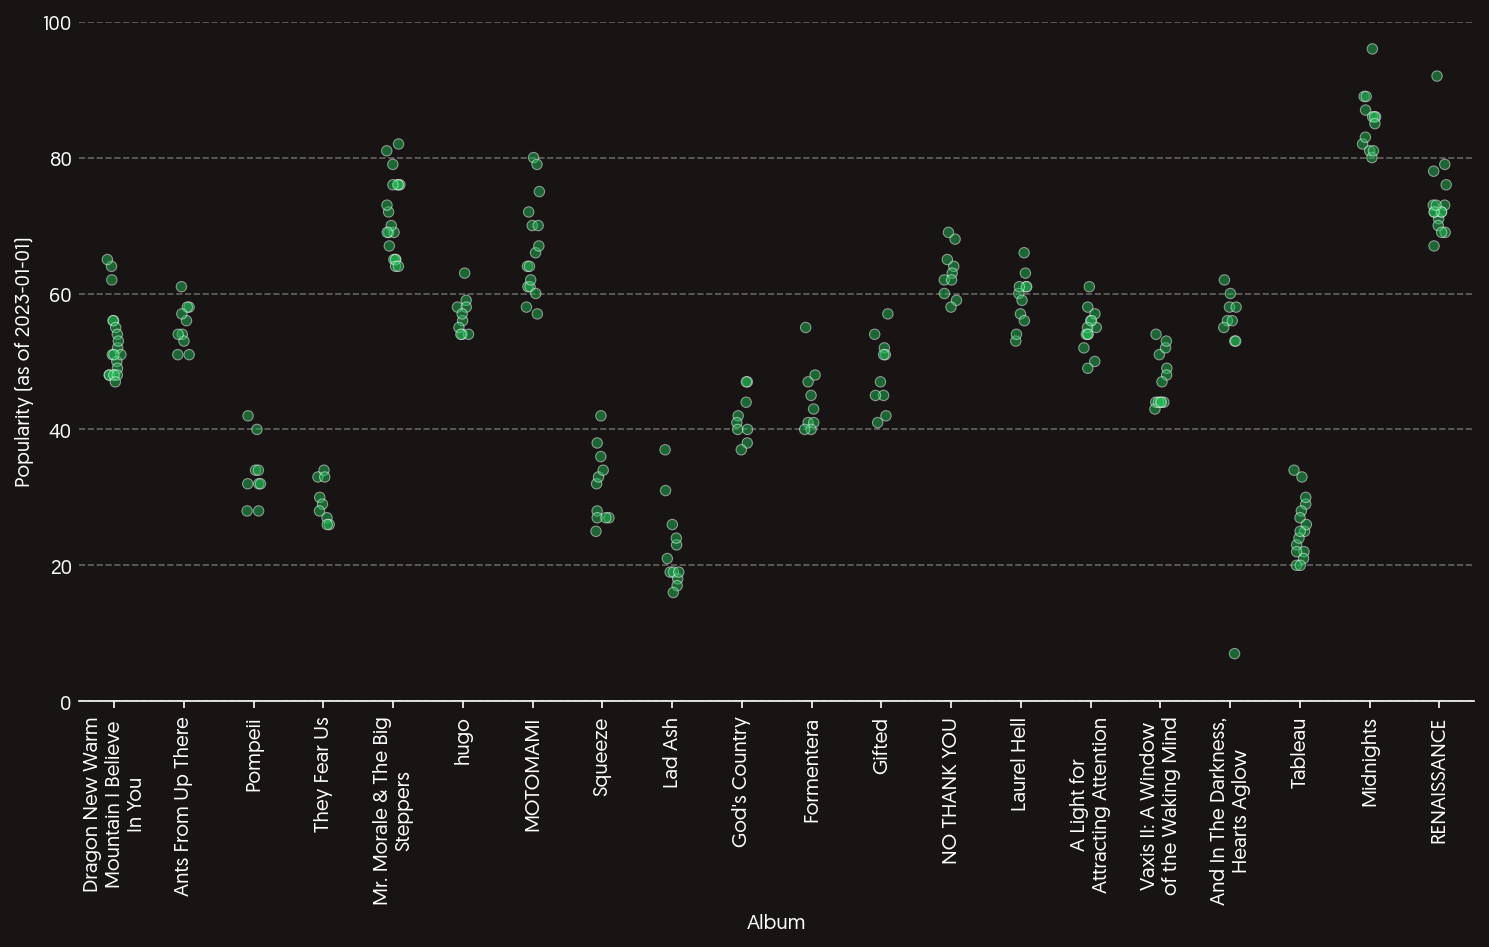 100
80
60
40
20
0
Popularity (as of 2023-01-01)
Dragon New Warm
Mountain I Believe
In You
Ants From Up There
Pompeii
They Fear Us
Mr. Morale & The Big
Steppers
hugo
MOTOMAMI
Squeeze
Lad Ash
God's Country
Formentera
Gifted
NO THANK YOU
Laurel Hell
A Light for
Attracting Attention
Vaxis II: A Window
of the Waking Mind
And In The Darkness,
Hearts Aglow
Tableau
Midnights
RENAISSANCE
Album